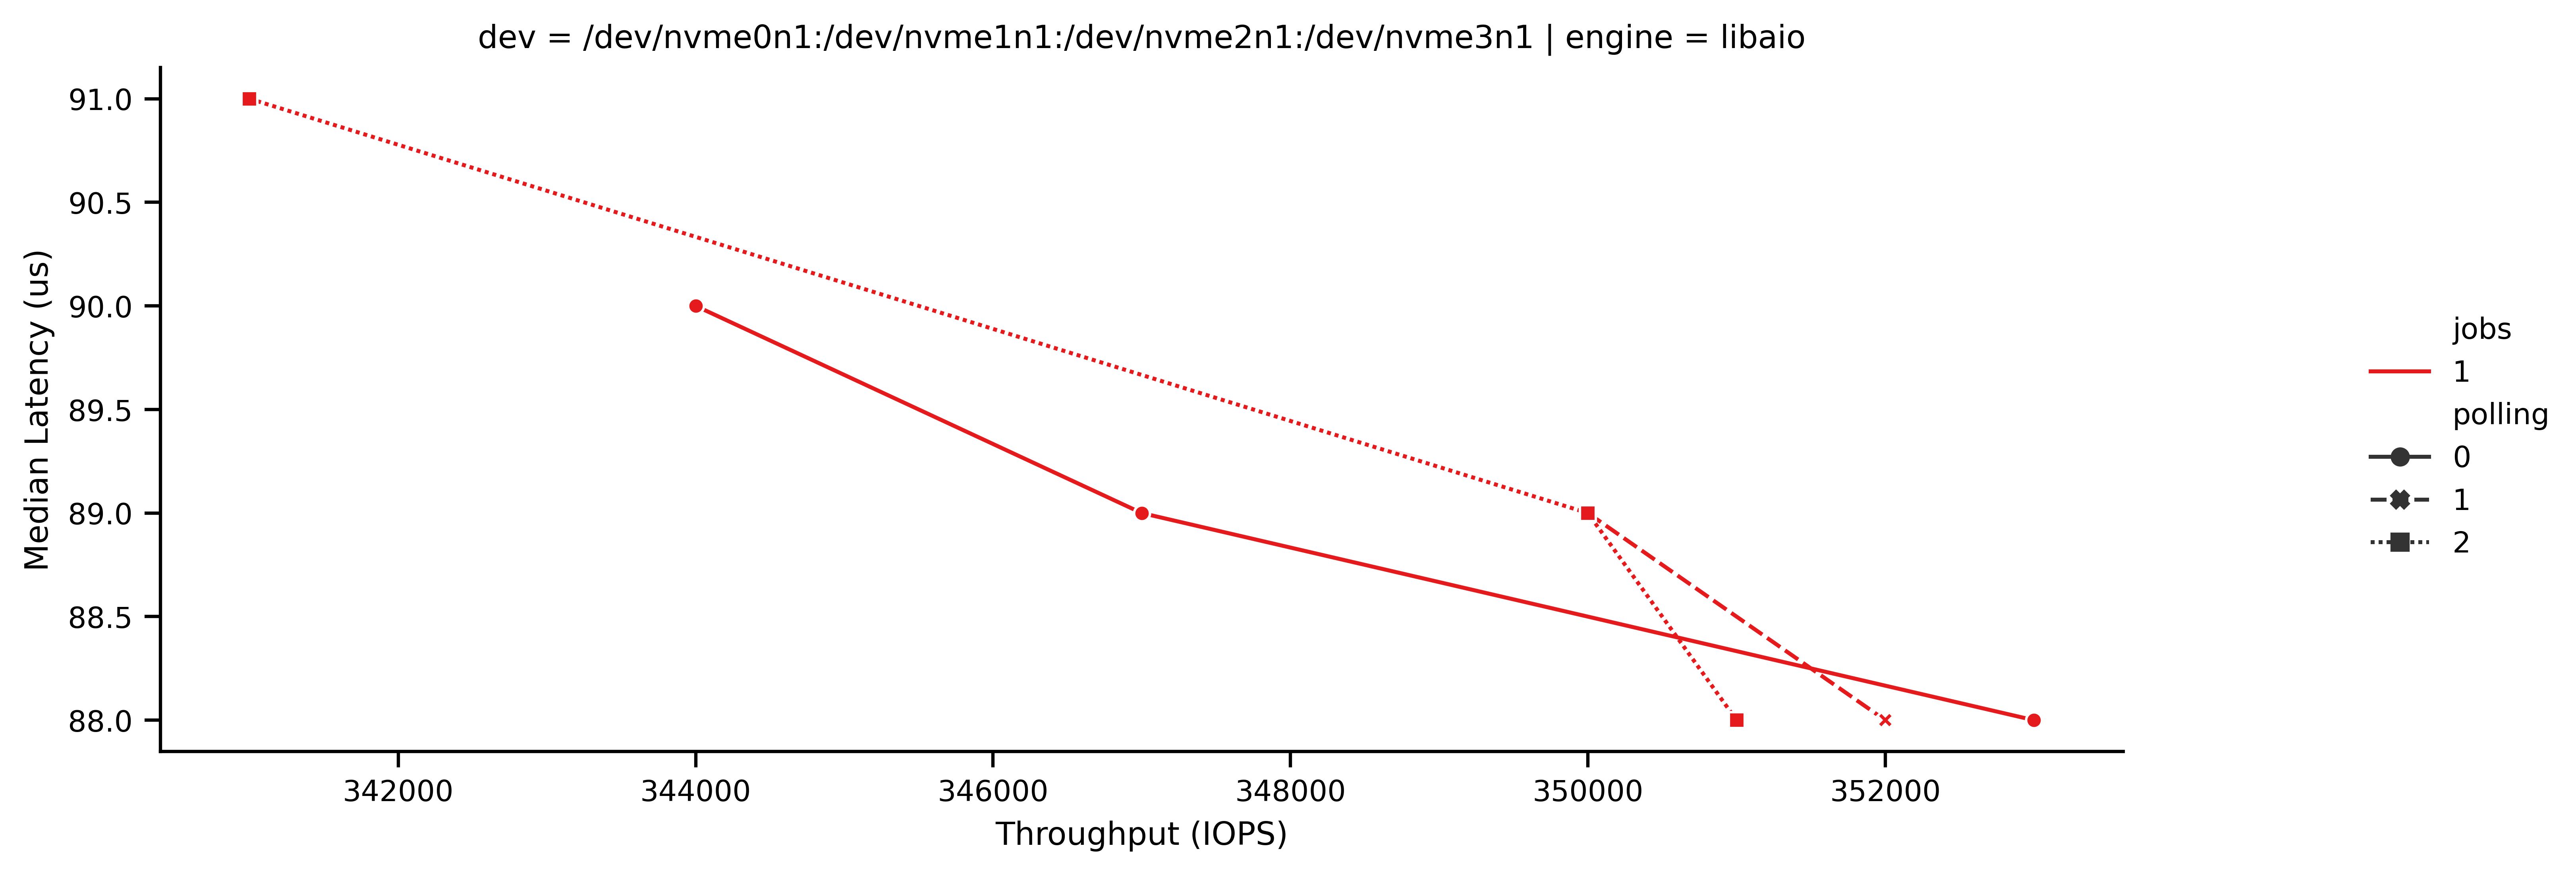 dev = /dev/nvme0n1:/dev/nvme1n1:/dev/nvme2n1:/dev/nvme3n1 | engine = libaio
91.0
90.5
90.0
89.5
89.0
88.5
88.0
Median Latency (us)
342000 344000 346000 348000 350000 352000
Throughput (IOPS)
jobs
1
polling
0
1
2